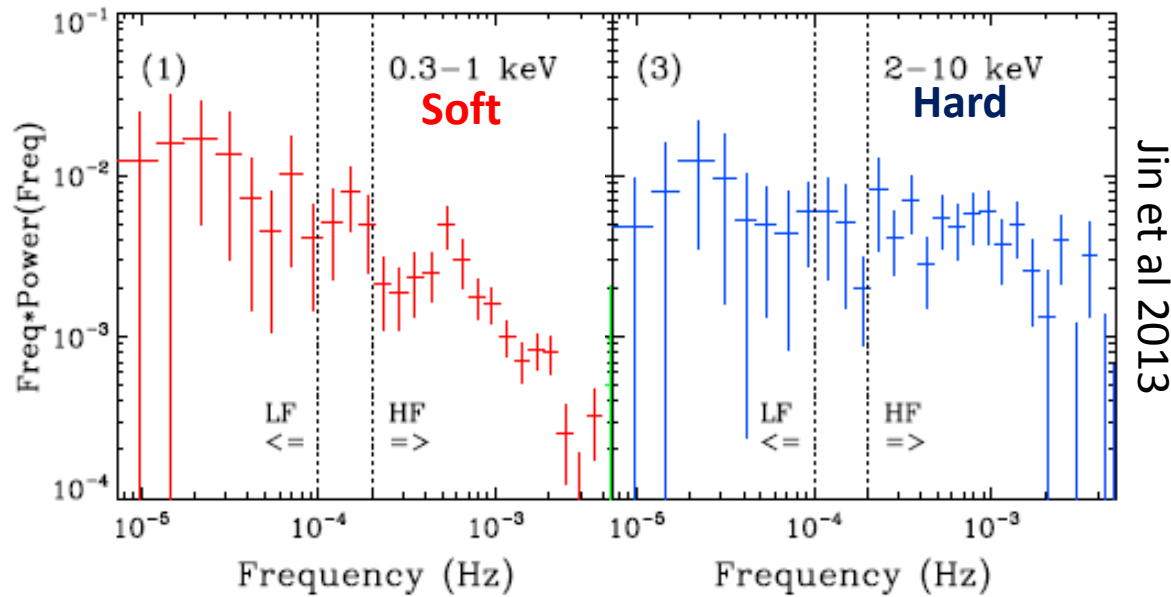 10⁻¹
10⁻²
10⁻³
10⁻⁴
Freq*Power(Freq)
(1)
0.3–1 keV
Soft
LF
<=
HF
=>
10⁻⁵
10⁻⁴
10⁻³
Frequency (Hz)
(3)
2–10 keV
Hard
LF
<=
HF
=>
10⁻⁵
10⁻⁴
10⁻³
Frequency (Hz)
Jin et al 2013